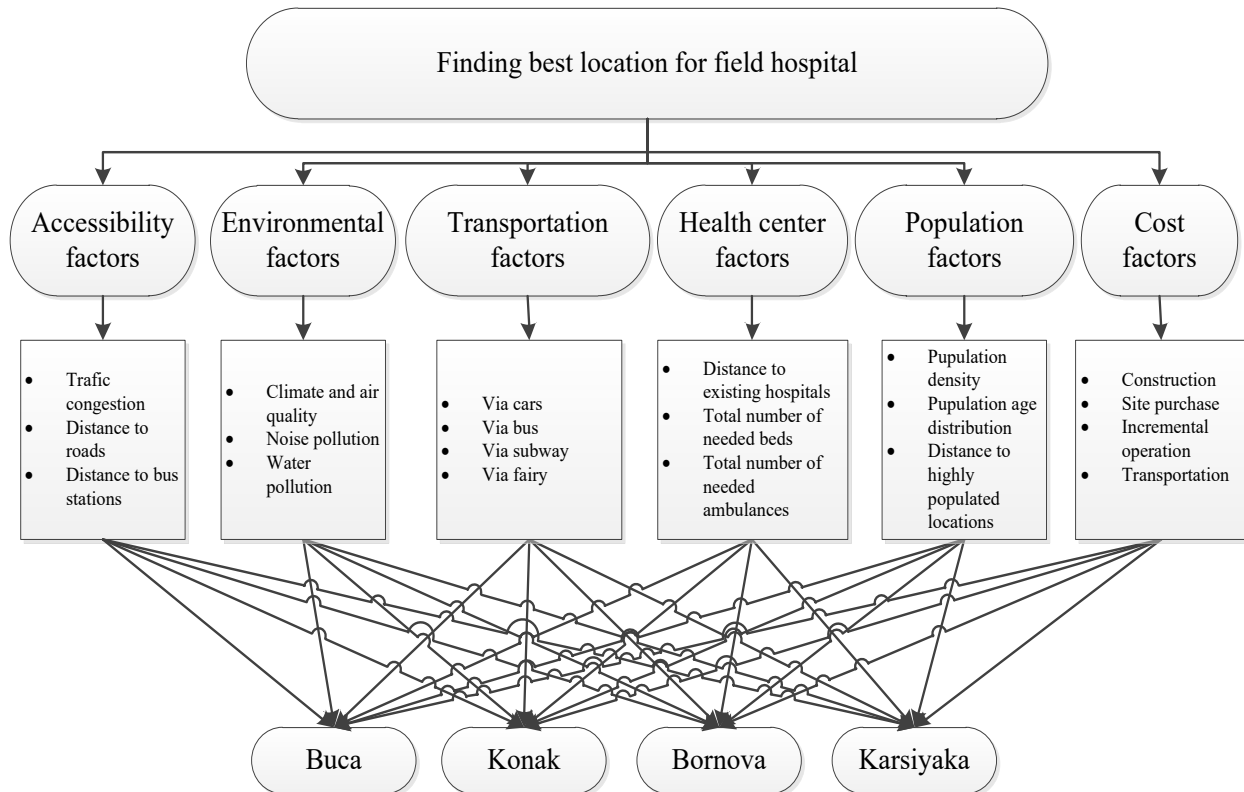 Finding best location for field hospital
Accessibility
factors
Environmental
factors
Transportation
factors
Health center
factors
Population
factors
Cost
factors
• Trafic
congestion
• Distance to
roads
• Distance to bus
stations
• Climate and air
quality
• Noise pollution
• Water
pollution
• Via cars
• Via bus
• Via subway
• Via fairy
• Distance to
existing hospitals
• Total number of
needed beds
• Total number of
needed
ambulances
• Pupulation
density
• Pupulation age
distribution
• Distance to
highly
populated
locations
• Construction
• Site purchase
• Incremental
operation
• Transportation
Buca
Konak
Bornova
Karsiyaka